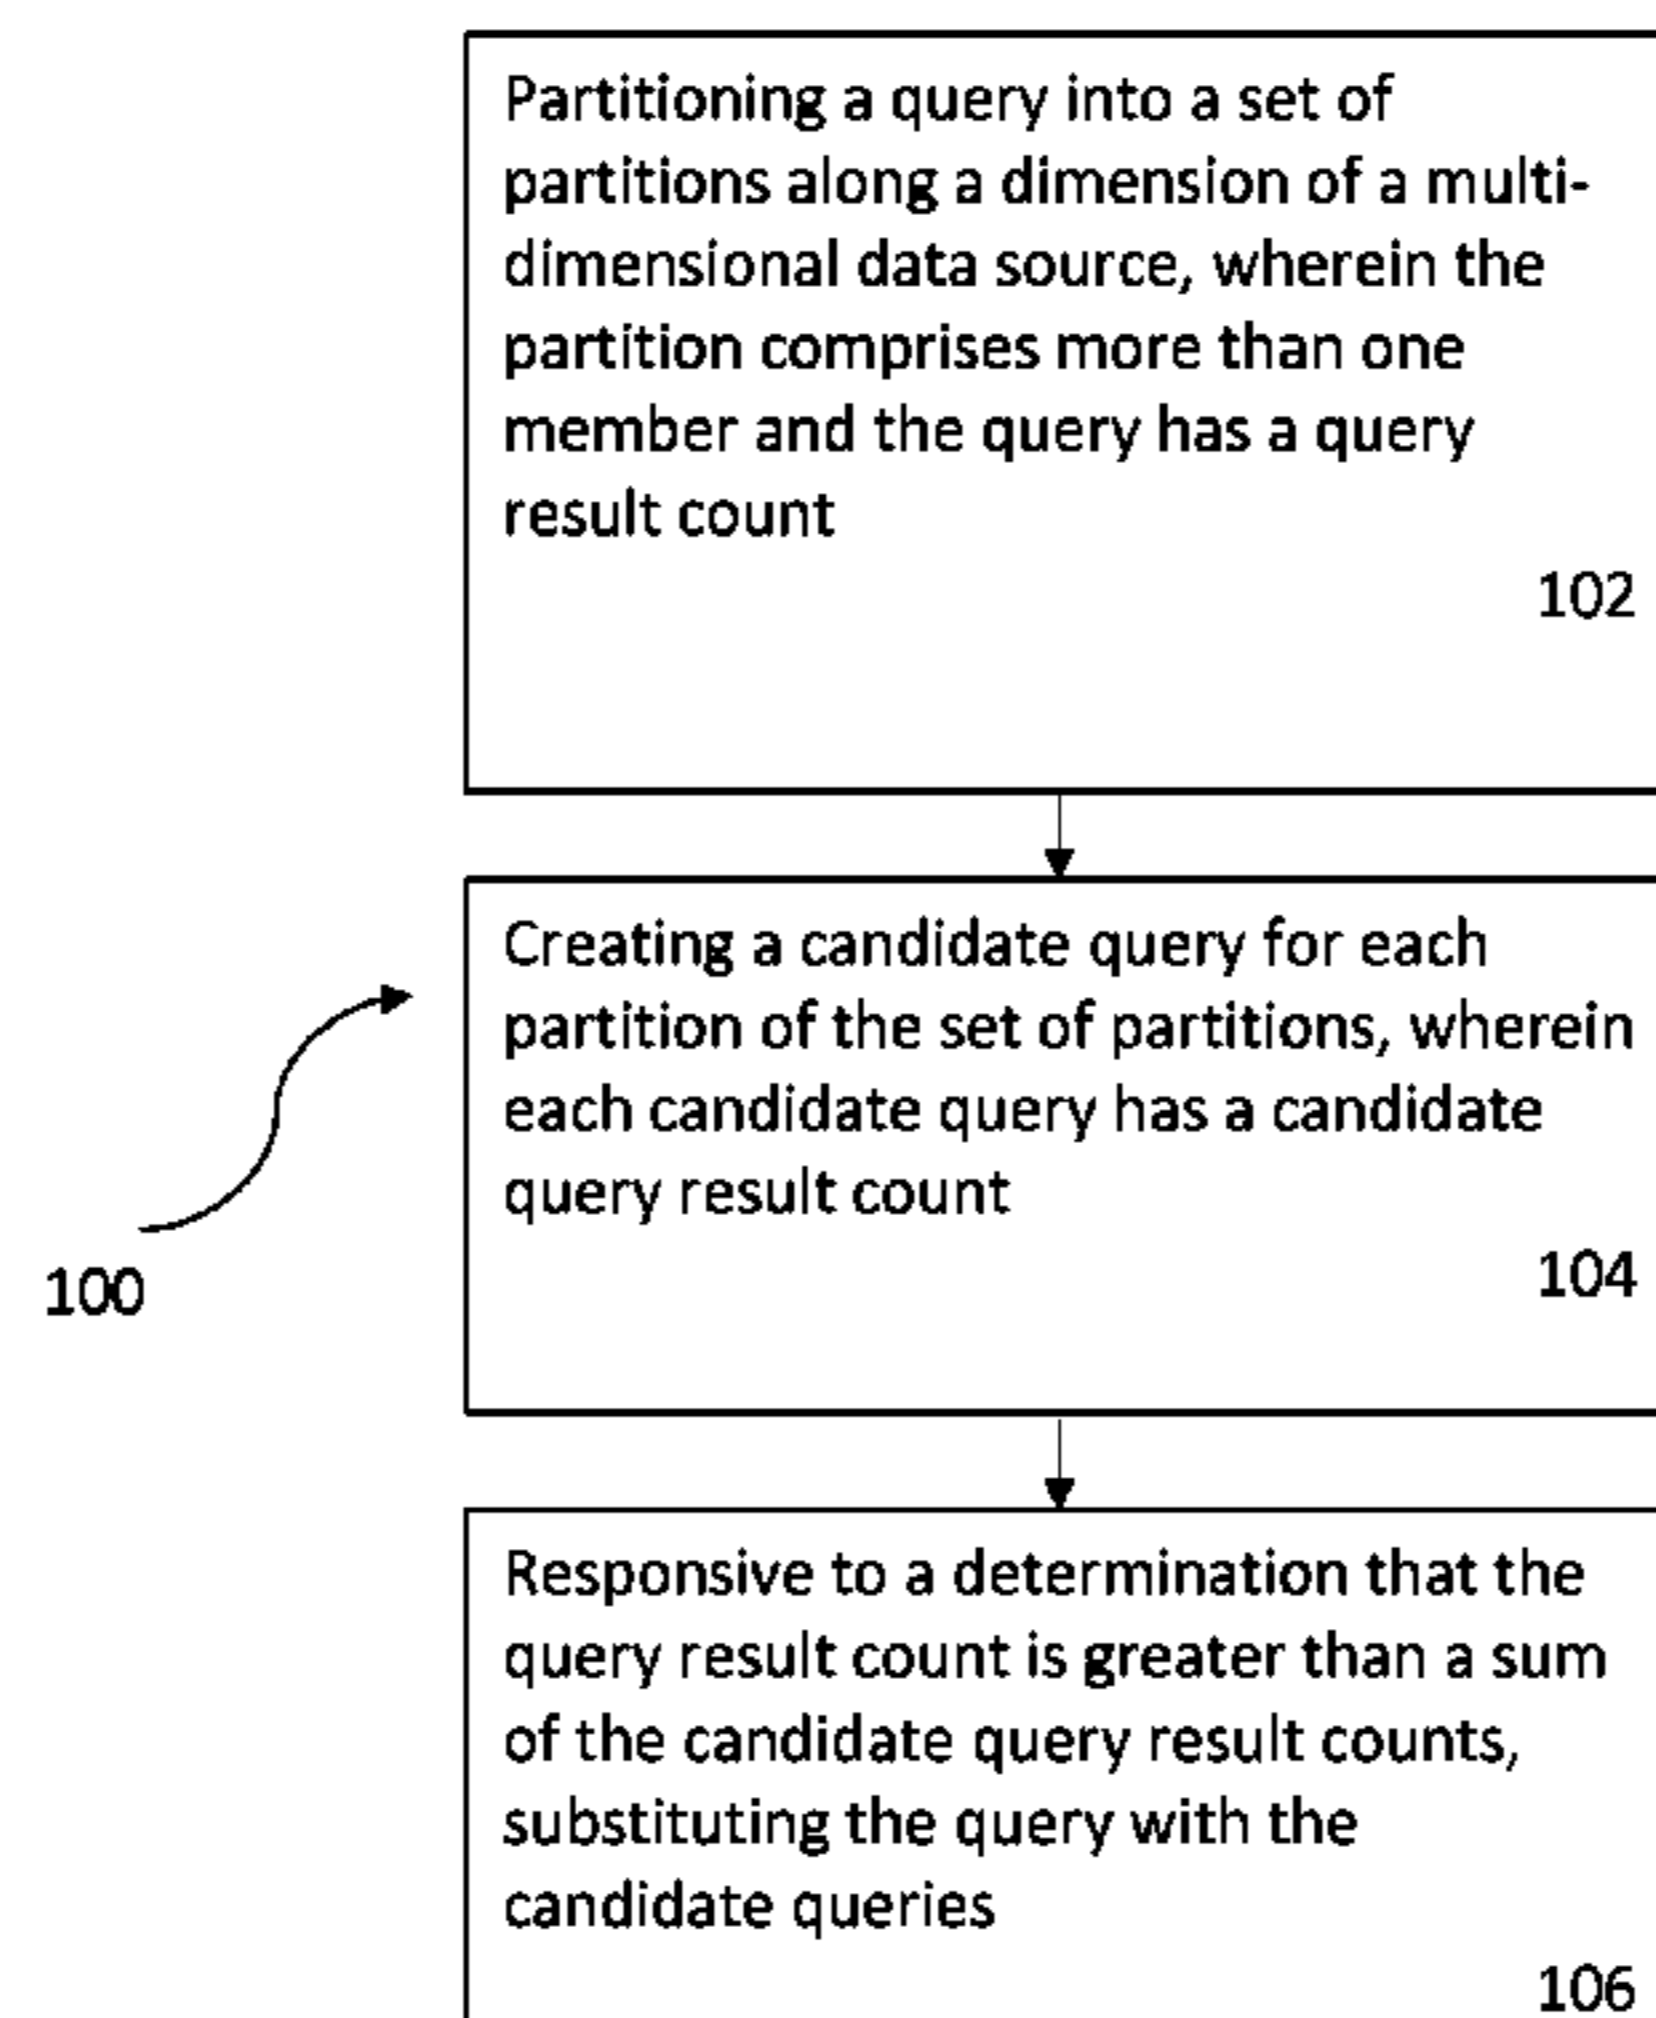 Partitioning a query into a set of
partitions along a dimension of a multi-
dimensional data source, wherein the
partition comprises more than one
member and the query has a query
result count
102
Creating a candidate query for each
partition of the set of partitions, wherein
each candidate query has a candidate
query result count
104
100
Responsive to a determination that the
query result count is greater than a sum
of the candidate query result counts,
substituting the query with the
candidate queries
106